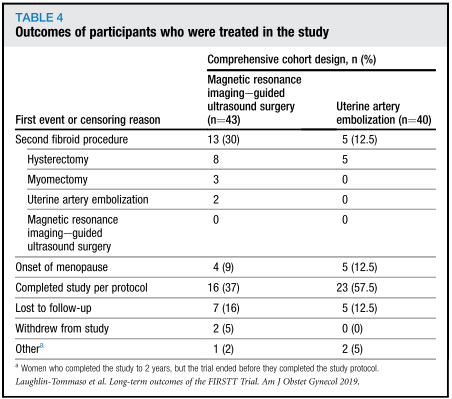 TABLE 4
Outcomes of participants who were treated in the study
Comprehensive cohort design, n (%)
First event or censoring reason Magnetic resonance imaging—guided ultrasound surgery (n=43) Uterine artery embolization (n=40)
Second fibroid procedure 13 (30) 5 (12.5)
Hysterectomy 8 5
Myomectomy 3 0
Uterine artery embolization 2 0
Magnetic resonance imaging—guided ultrasound surgery 0 0
Onset of menopause 4 (9) 5 (12.5)
Completed study per protocol 16 (37) 23 (57.5)
Lost to follow-up 7 (16) 5 (12.5)
Withdrew from study 2 (5) 0 (0)
Other a 1 (2) 2 (5)
a Women who completed the study to 2 years, but the trial ended before they completed the study protocol.
Laughlin-Tommaso et al. Long-term outcomes of the FIRSTT Trial. Am J Obstet Gynecol 2019.